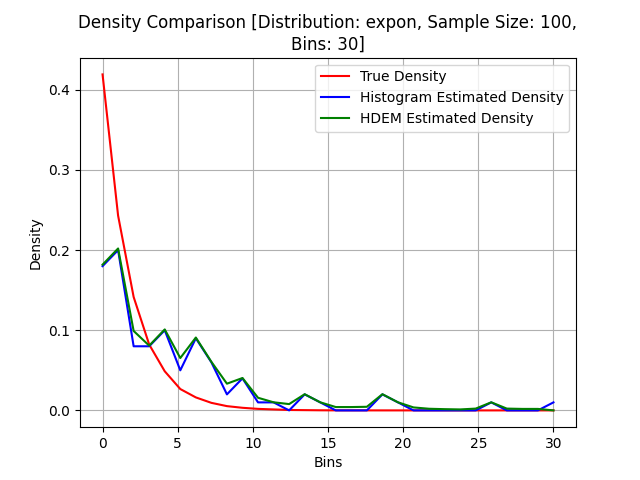 Density Comparison [Distribution: expon, Sample Size: 100,
Bins: 30]
True Density
Histogram Estimated Density
HDEM Estimated Density
Density
0.4
0.3
0.2
0.1
0.0
0 5 10 15 20 25 30
Bins